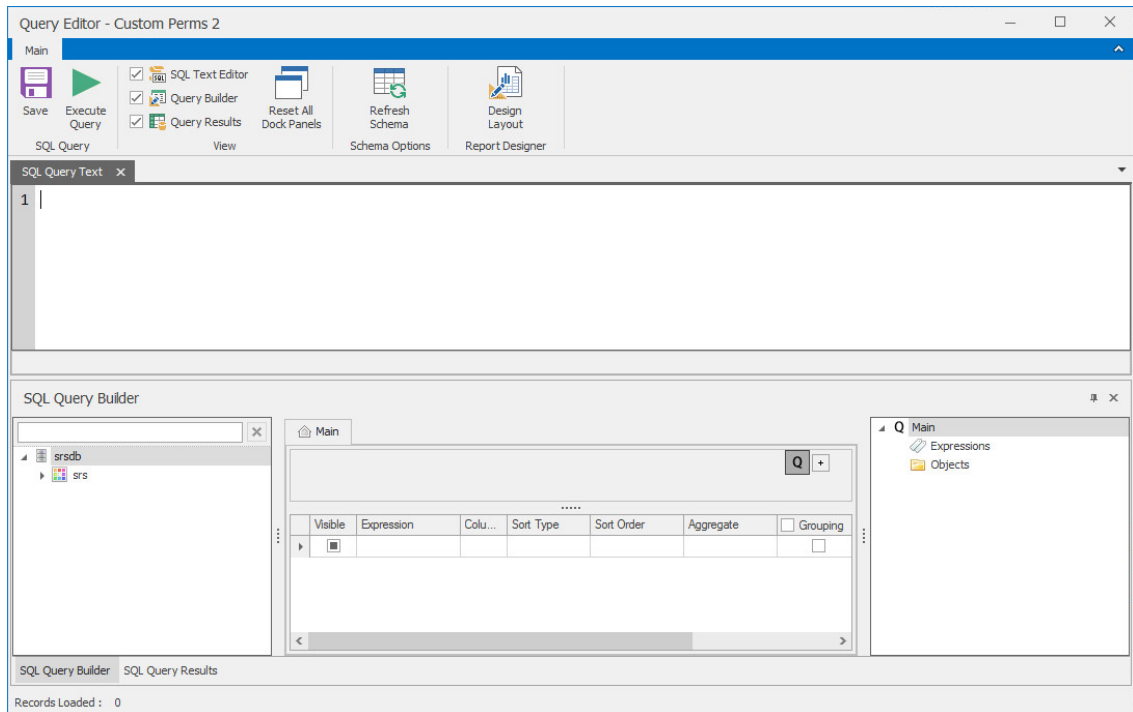 Query Editor - Custom Perms 2
Main
SQL Text Editor
Query Builder
Query Results
Save
Execute Query
Reset All Dock Panels
Refresh Schema
Design Layout
SQL Query
View
Schema Options
Report Designer
SQL Query Text
1
SQL Query Builder
srsdb
srs
Main
Q +
Visible Expression Colu... Sort Type Sort Order Aggregate Grouping
Q Main
Expressions
Objects
SQL Query Builder SQL Query Results
Records Loaded : 0